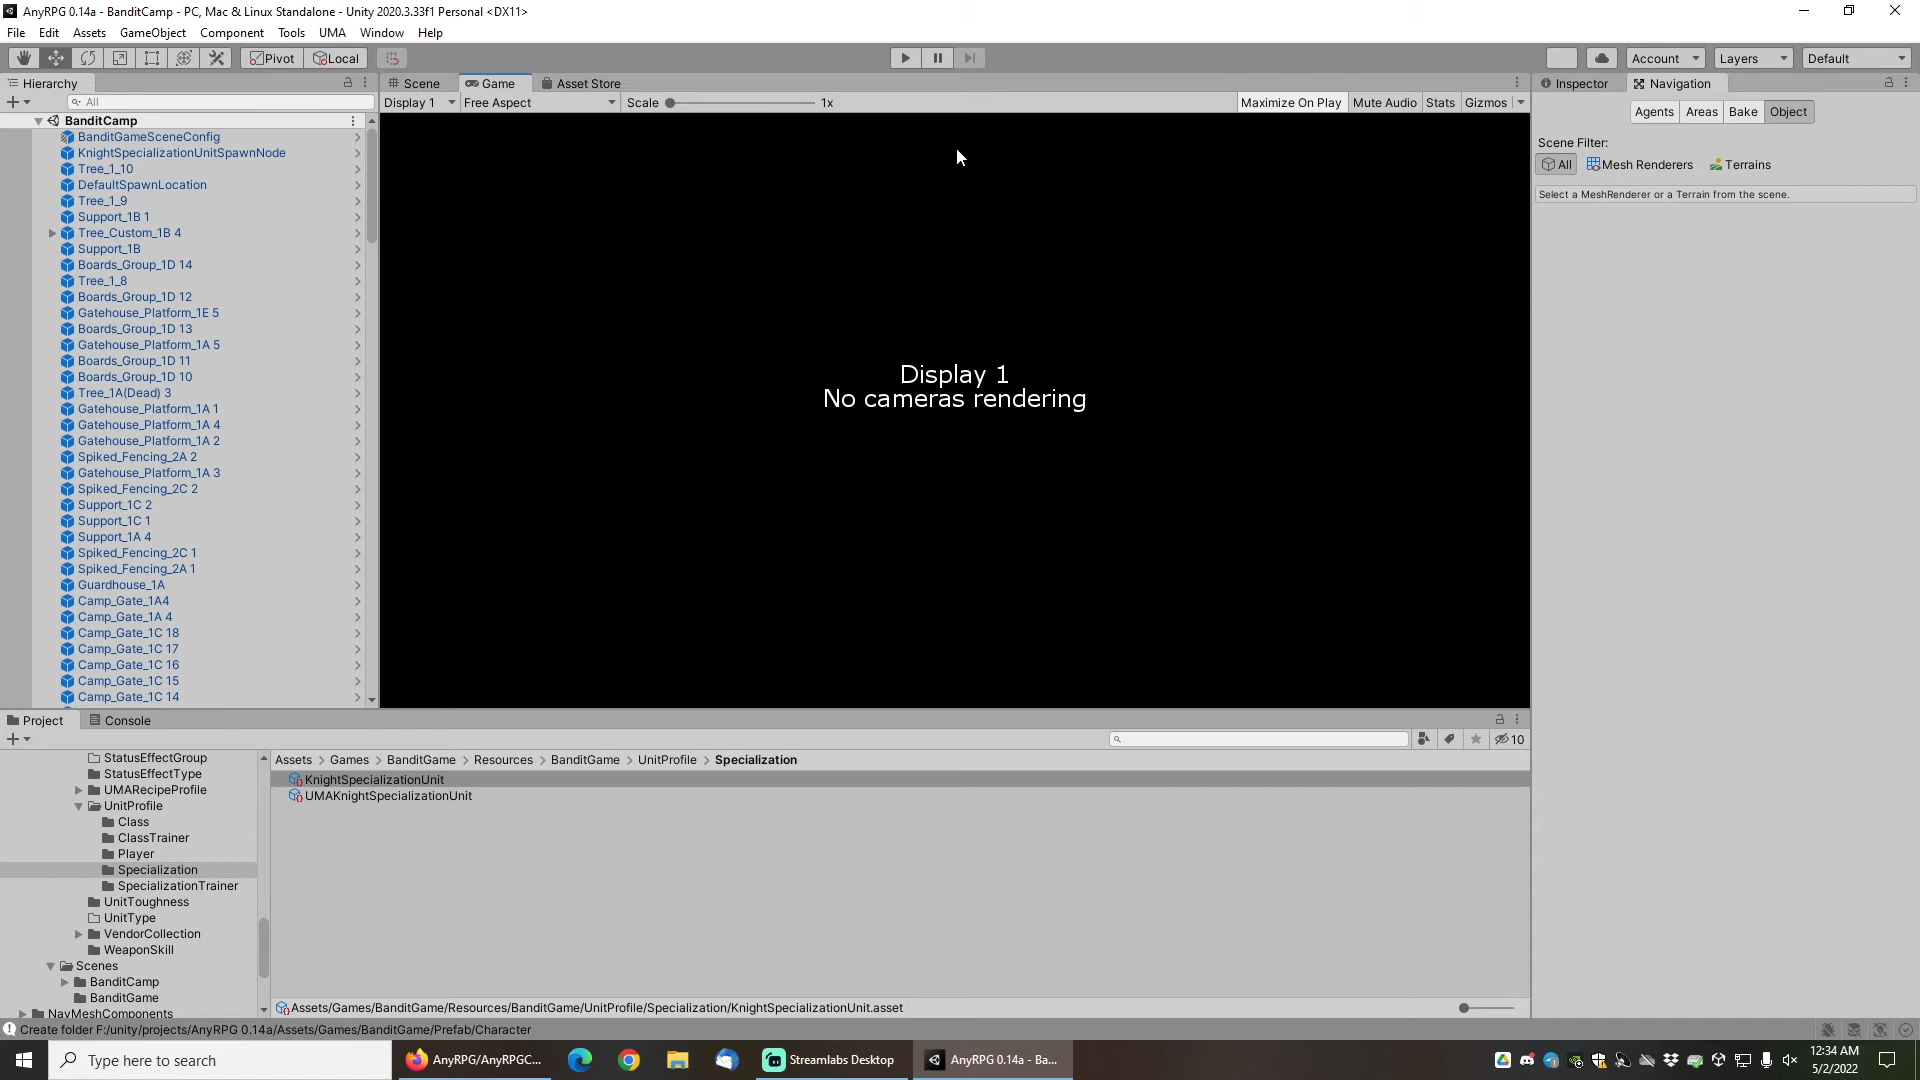 AnyRPG 0.14a - BanditCamp - PC, Mac & Linux Standalone - Unity 2020.3.33f1 Personal <DX11>
File Edit Assets GameObject Component Tools UMA Window Help
Pivot Local Account Layers Default
Hierarchy Scene Game Asset Store Inspector Navigation
All Display 1 Free Aspect Scale 1x Maximize On Play Mute Audio Stats Gizmos
Agents Areas Bake Object
Scene Filter:
All Mesh Renderers Terrains
Select a MeshRenderer or a Terrain from the scene.
BanditCamp
BanditGameSceneConfig
KnightSpecializationUnitSpawnNode
Tree_1_10
DefaultSpawnLocation
Tree_1_9
Support_1B 1
Tree_Custom_1B 4
Support_1B
Boards_Group_1D 14
Tree_1_8
Boards_Group_1D 12
Gatehouse_Platform_1E 5
Boards_Group_1D 13
Gatehouse_Platform_1A 5
Boards_Group_1D 11
Boards_Group_1D 10
Tree_1A(Dead) 3
Gatehouse_Platform_1A 1
Gatehouse_Platform_1A 4
Gatehouse_Platform_1A 2
Spiked_Fencing_2A 2
Gatehouse_Platform_1A 3
Spiked_Fencing_2C 2
Support_1C 2
Support_1C 1
Support_1A 4
Spiked_Fencing_2C 1
Spiked_Fencing_2A 1
Guardhouse_1A
Camp_Gate_1A4
Camp_Gate_1A 4
Camp_Gate_1C 18
Camp_Gate_1C 17
Camp_Gate_1C 16
Camp_Gate_1C 15
Camp_Gate_1C 14
Display 1
No cameras rendering
Project Console
10
StatusEffectGroup
StatusEffectType
UMARecipeProfile
UnitProfile
Class
ClassTrainer
Player
Specialization
SpecializationTrainer
UnitToughness
UnitType
VendorCollection
WeaponSkill
Scenes
BanditCamp
BanditGame
NavMeshComponents
Assets > Games > BanditGame > Resources > BanditGame > UnitProfile > Specialization
KnightSpecializationUnit
UMAKnightSpecializationUnit
Assets/Games/BanditGame/Resources/BanditGame/UnitProfile/Specialization/KnightSpecializationUnit.asset
Create folder F:/unity/projects/AnyRPG 0.14a/Assets/Games/BanditGame/Prefab/Character
Type here to search
AnyRPG/AnyRPGC...
Streamlabs Desktop
AnyRPG 0.14a - Ba...
12:34 AM
5/2/2022